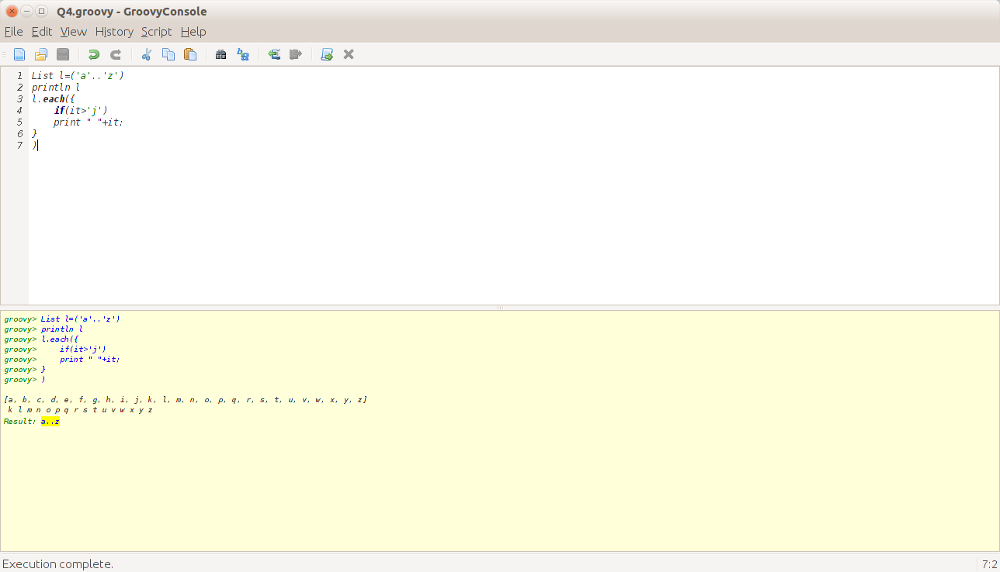 Q4.groovy - GroovyConsole
File Edit View History Script Help
1 List l=('a'..'z')
2 println l
3 l.each({
4     if(it>'j')
5     print " "+it;
6 }
7 )
groovy> List l=('a'..'z')
groovy> println l
groovy> l.each({
groovy>     if(it>'j')
groovy>     print " "+it;
groovy> }
groovy> )
[a, b, c, d, e, f, g, h, i, j, k, l, m, n, o, p, q, r, s, t, u, v, w, x, y, z]
 k l m n o p q r s t u v w x y z
Result: a..z
Execution complete. 7:2